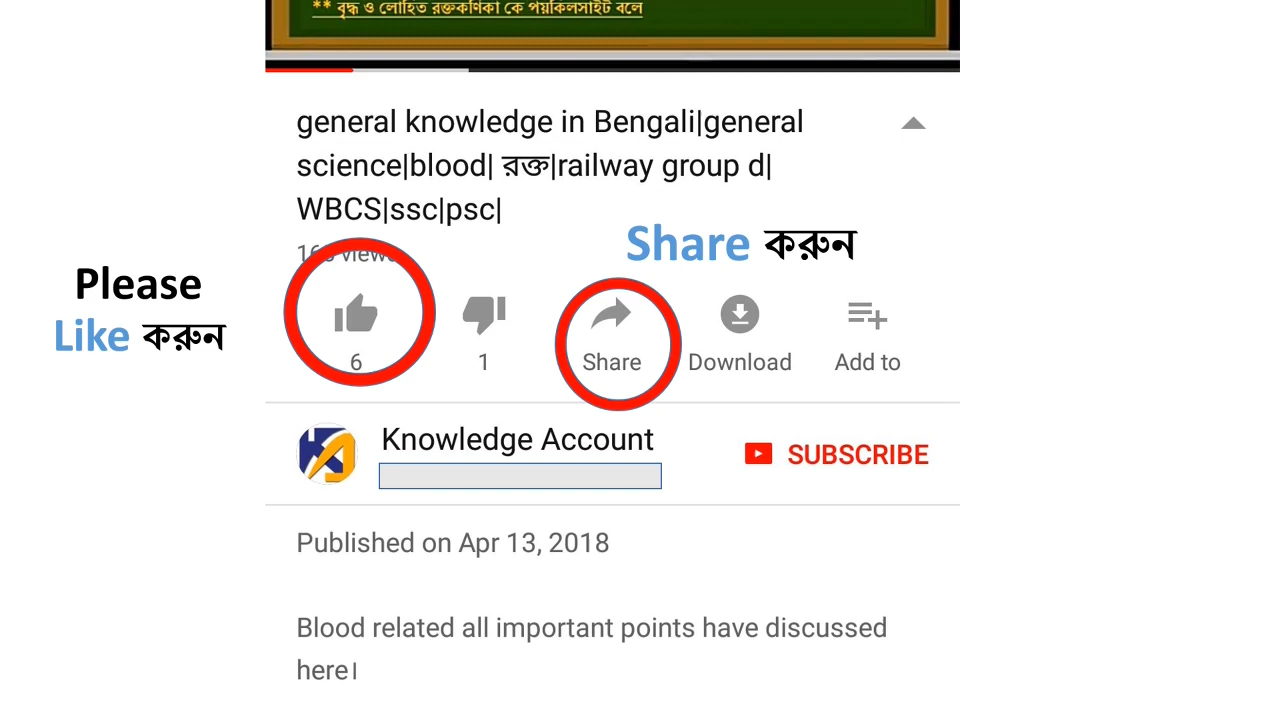 ** বৃদ্ধ ও লোহিত রক্তকণিকা কে পয়কিলসাইট বলে
general knowledge in Bengali|general
science|blood| রক্ত|railway group d|
WBCS|ssc|psc|
views
Share করুন
Please
Like করুন
6
1
Share
Download
Add to
Knowledge Account
SUBSCRIBE
Published on Apr 13, 2018
Blood related all important points have discussed
here।